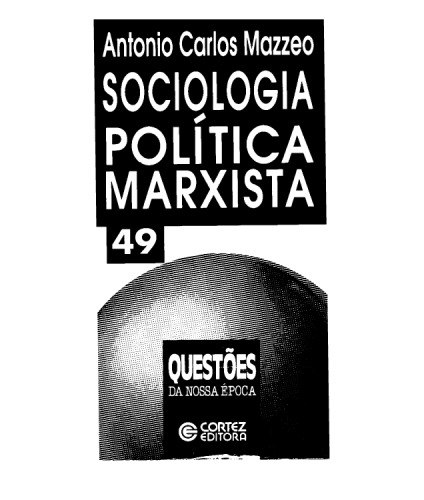 Antonio Carlos Mazzeo
SOCIOLOGIA
POLÍTICA
MARXISTA
49
QUESTÕES
DA NOSSA ÉPOCA
CORTEZ
EDITORA